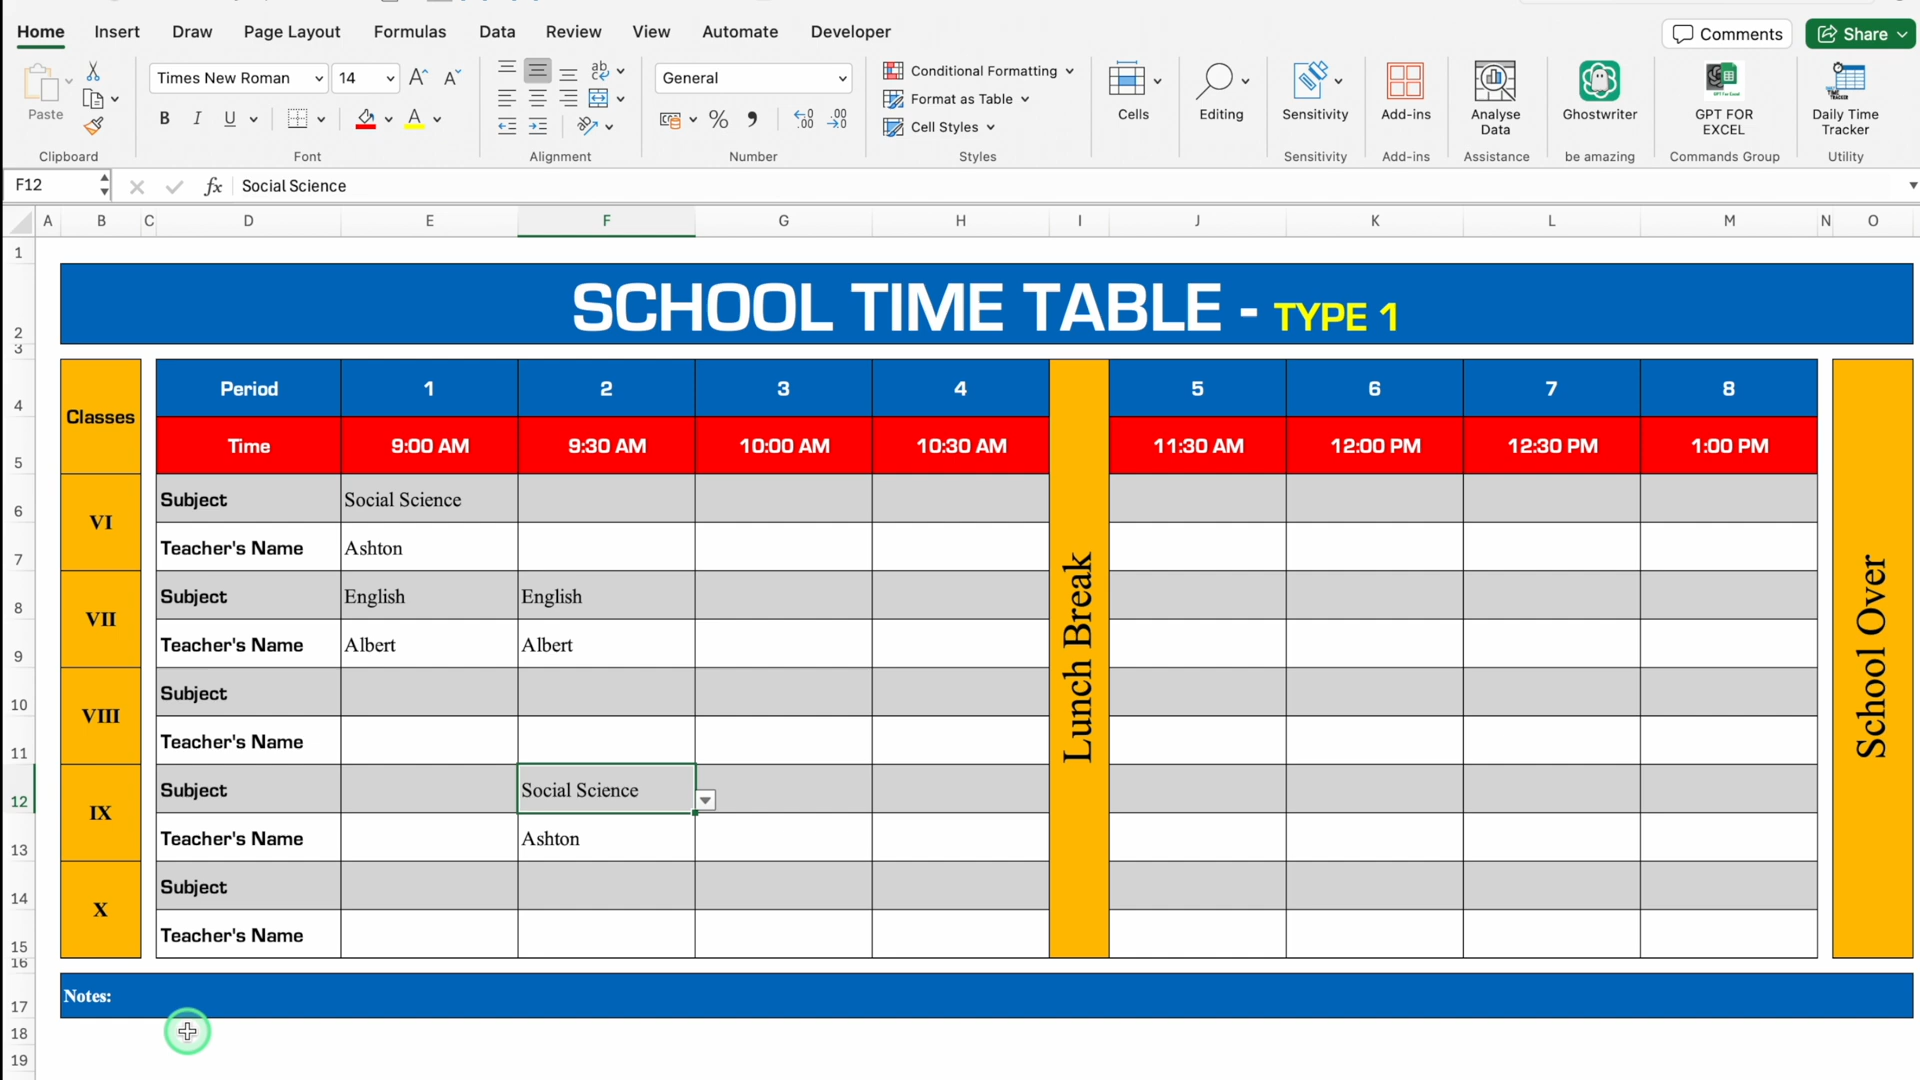 Home Insert Draw Page Layout Formulas Data Review View Automate Developer Comments Share
Times New Roman 14 General Conditional Formatting
Format as Table
Cell Styles
Paste B I U A % Cells Editing Sensitivity Add-ins Analyse Data Ghostwriter GPT FOR EXCEL Daily Time Tracker
Clipboard Font Alignment Number Styles Sensitivity Add-ins Assistance be amazing Commands Group Utility
F12 fx Social Science
A B C D E F G H I J K L M N O
1
2 SCHOOL TIME TABLE - TYPE 1
3
4 Classes Period 1 2 3 4 5 6 7 8
5 Time 9:00 AM 9:30 AM 10:00 AM 10:30 AM 11:30 AM 12:00 PM 12:30 PM 1:00 PM
6 VI Subject Social Science
7 Teacher's Name Ashton
8 VII Subject English English
9 Teacher's Name Albert Albert
10 VIII Subject
11 Teacher's Name
12 IX Subject Social Science
13 Teacher's Name Ashton
14 X Subject
15 Teacher's Name
Lunch Break
School Over
16
17 Notes:
18
19